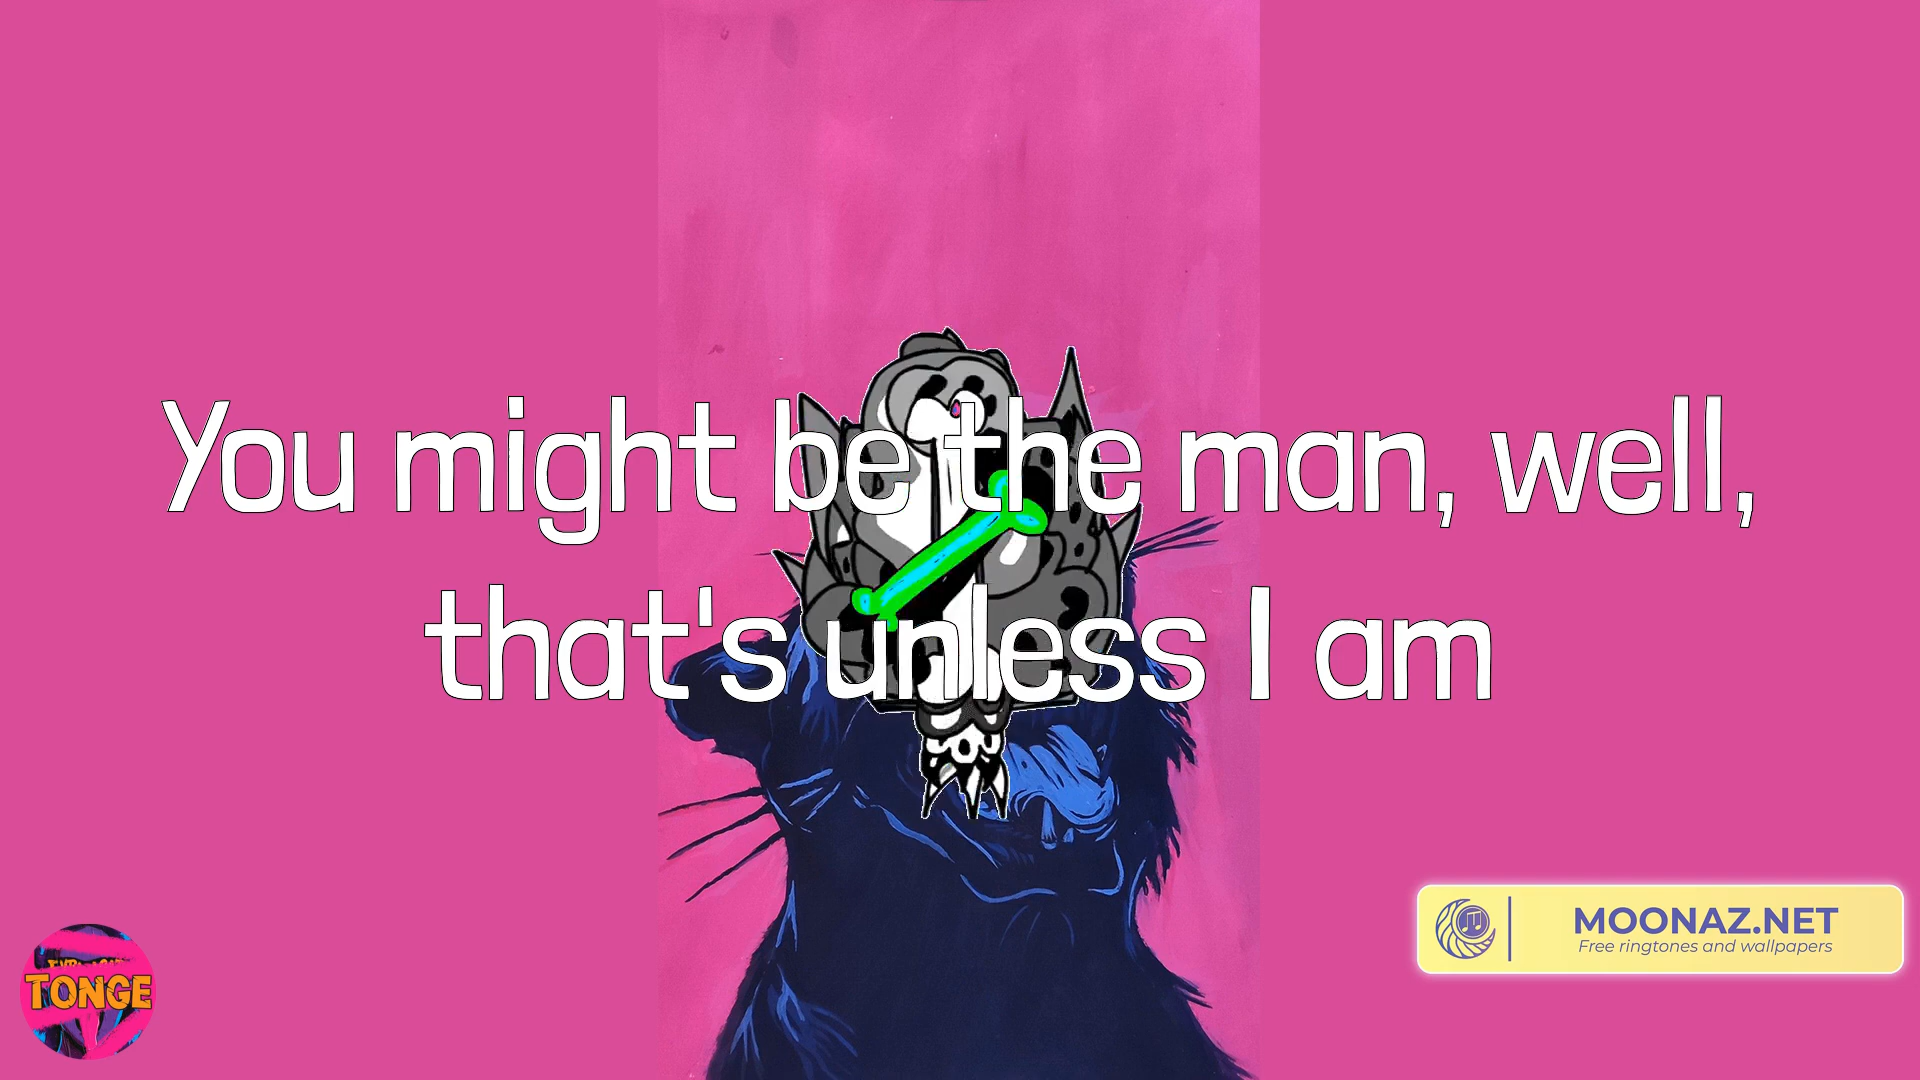 You might be the man, well,
that's unless I am
MOONAZ.NET
Free ringtones and wallpapers
TONGE